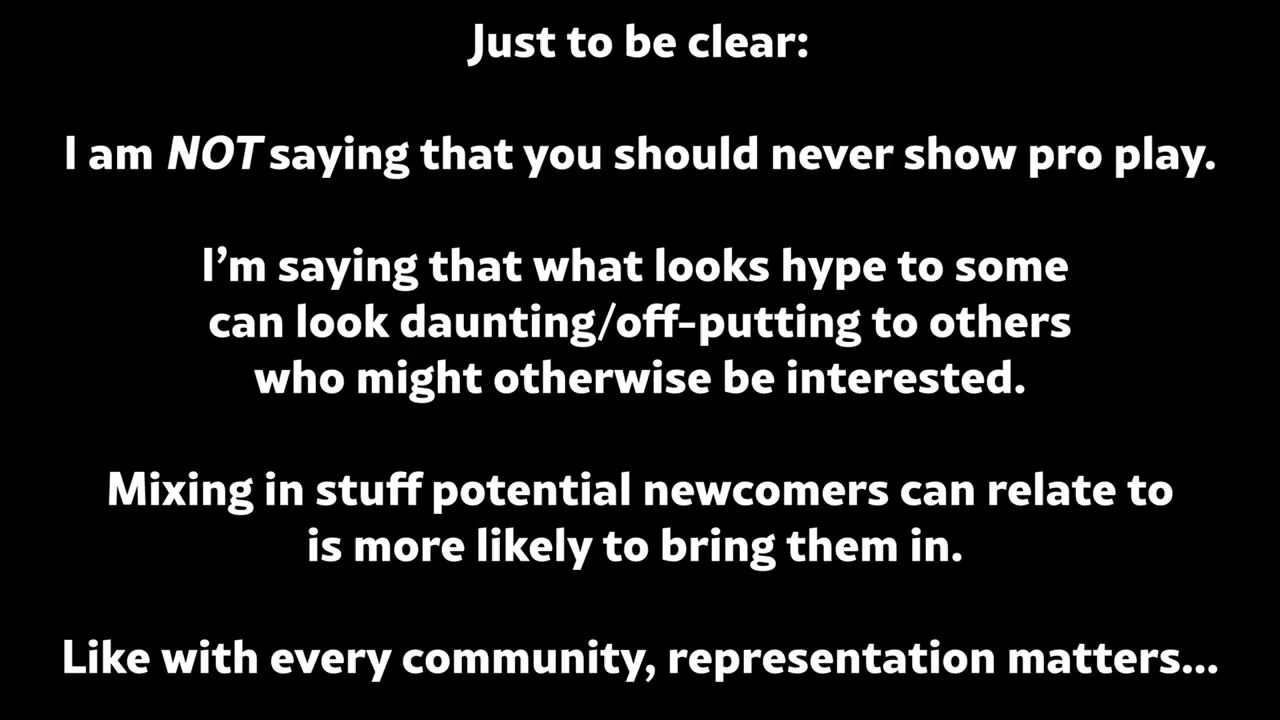 Just to be clear:
I am NOT saying that you should never show pro play.
I’m saying that what looks hype to some
can look daunting/off-putting to others
who might otherwise be interested.
Mixing in stuff potential newcomers can relate to
is more likely to bring them in.
Like with every community, representation matters...